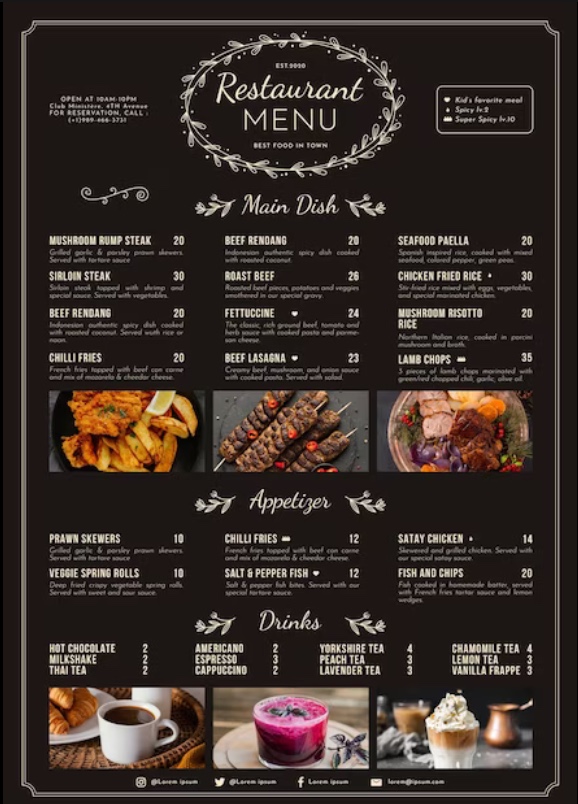 EST.2020
Restaurant
MENU
BEST FOOD IN TOWN
OPEN AT 10AM-10PM
Club Ministère, 4TH Avenue
FOR RESERVATION, CALL :
(+1)989-466-3731
Kid's favorite meal
Spicy lv.2
Super Spicy lv.10
Main Dish
MUSHROOM RUMP STEAK 20
Grilled garlic & parsley prawn skewers.
Served with tartare sauce
SIRLOIN STEAK 30
Sirloin steak topped with shrimp and
special sauce. Served with vegetables.
BEEF RENDANG 20
Indonesian authentic spicy dish cooked
with roasted coconut. Served with rice or
naan.
CHILLI FRIES 20
French fries topped with beef con carne
and mix of mozarela & cheedar cheese.
BEEF RENDANG 20
Indonesian authentic spicy dish cooked
with roasted coconut.
ROAST BEEF 26
Roasted beef pieces, potatoes and veggies
smothered in our special gravy.
FETTUCCINE 24
The classic, rich ground beef, tomato and
herb sauce with cooked pasta and parme-
san cheese.
BEEF LASAGNA 23
Creamy beef, mushroom, and onion sauce
with cooked pasta. Served with salad.
SEAFOOD PAELLA 20
Spanish inspired rice, cooked with mixed
seafood, colored pepper, green peas.
CHICKEN FRIED RICE 30
Stir-fried rice mixed with eggs, vegetables,
and special marinated chicken.
MUSHROOM RISOTTO 20
RICE
Northern Italian rice, cooked in porcini
mushroom and broth.
LAMB CHOPS 35
3 pieces of lamb chops marinated with
green/red chopped chili, garlic, olive oil.
Appetizer
PRAWN SKEWERS 10
Grilled garlic & parsley prawn skewers.
Served with tartare sauce
VEGGIE SPRING ROLLS 10
Deep fried crispy vegetable spring rolls.
Served with sweet and sour sauce.
CHILLI FRIES 12
French fries topped with beef con carne
and mix of mozarela & cheedar cheese.
SALT & PEPPER FISH 12
Salt & pepper fish bites. Served with our
special tartare sauce.
SATAY CHICKEN 14
Skewered and grilled chicken. Served with
our special satay sauce.
FISH AND CHIPS 20
Fish cooked in homemade batter, served
with French fries tartar sauce and lemon
wedges.
Drinks
HOT CHOCOLATE 2
MILKSHAKE 2
THAI TEA 2
AMERICANO 2
ESPRESSO 3
CAPPUCCINO 2
YORKSHIRE TEA 4
PEACH TEA 3
LAVENDER TEA 3
CHAMOMILE TEA 4
LEMON TEA 3
VANILLA FRAPPE 3
@Lorem ipsum
@Lorem ipsum
Lorem ipsum
lorem@ipsum.com